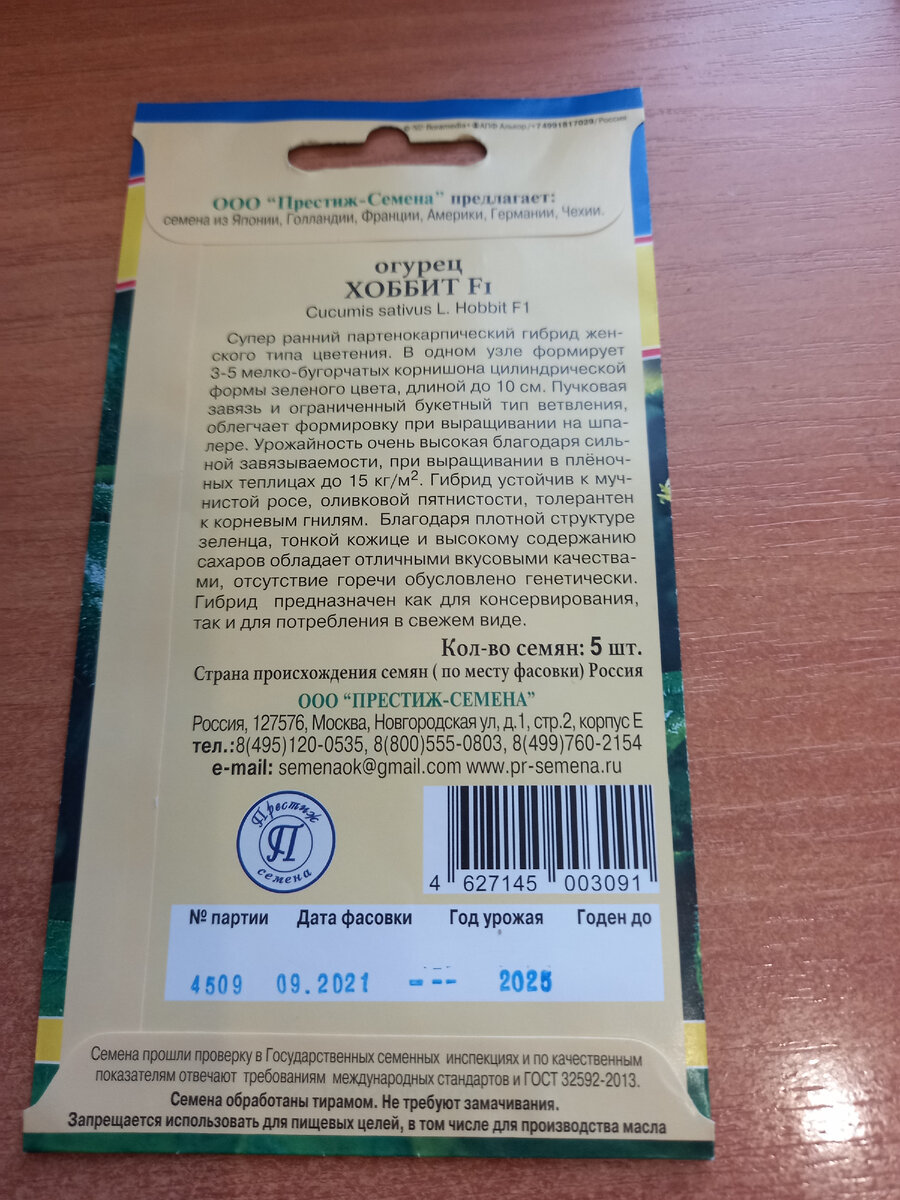 © "SD floramedia" ®АПФ Алькор/+74991817039/Россия
ООО “Престиж-Семена” предлагает:
семена из Японии, Голландии, Франции, Америки, Германии, Чехии.
огурец
ХОББИТ F1
Cucumis sativus L. Hobbit F1
Супер ранний партенокарпический гибрид жен-
ского типа цветения. В одном узле формирует
3-5 мелко-бугорчатых корнишона цилиндрической
формы зеленого цвета, длиной до 10 см. Пучковая
завязь и ограниченный букетный тип ветвления,
облегчает формировку при выращивании на шпа-
лере. Урожайность очень высокая благодаря силь-
ной завязываемости, при выращивании в плёноч-
ных теплицах до 15 кг/м². Гибрид устойчив к муч-
нистой росе, оливковой пятнистости, толерантен
к корневым гнилям. Благодаря плотной структуре
зеленца, тонкой кожице и высокому содержанию
сахаров обладает отличными вкусовыми качества-
ми, отсутствие горечи обусловлено генетически.
Гибрид предназначен как для консервирования,
так и для потребления в свежем виде.
Кол-во семян: 5 шт.
Страна происхождения семян ( по месту фасовки) Россия
ООО “ПРЕСТИЖ-СЕМЕНА”
Россия, 127576, Москва, Новгородская ул, д.1, стр.2, корпус Е
тел.:8(495)120-0535, 8(800)555-0803, 8(499)760-2154
e-mail: semenaok@gmail.com www.pr-semena.ru
Престиж
П
семена
4 627145 003091
№ партии Дата фасовки Год урожая Годен до
4509 09.2021 --- 2025
Семена прошли проверку в Государственных семенных инспекциях и по качественным
показателям отвечают требованиям международных стандартов и ГОСТ 32592-2013.
Семена обработаны тирамом. Не требуют замачивания.
Запрещается использовать для пищевых целей, в том числе для производства масла